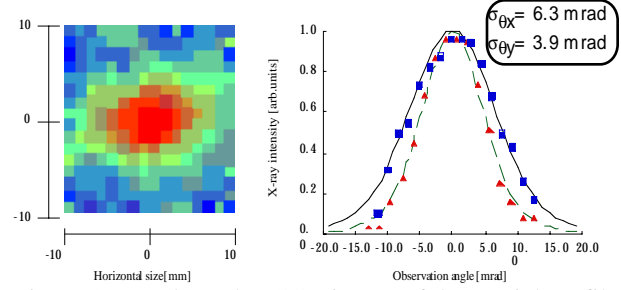 10
0
-10
-10
0
10
Horizontal size[mm]
X-ray intensity [arb.units]
1.0
0.8
0.6
0.4
0.2
0.
-20.0 -15.0 -10.0 -5.0 0.0 5.0 10.0 15.0 20.0
Observation angle [mrad]
σθx= 6.3 mrad
σθy= 3.9 mrad